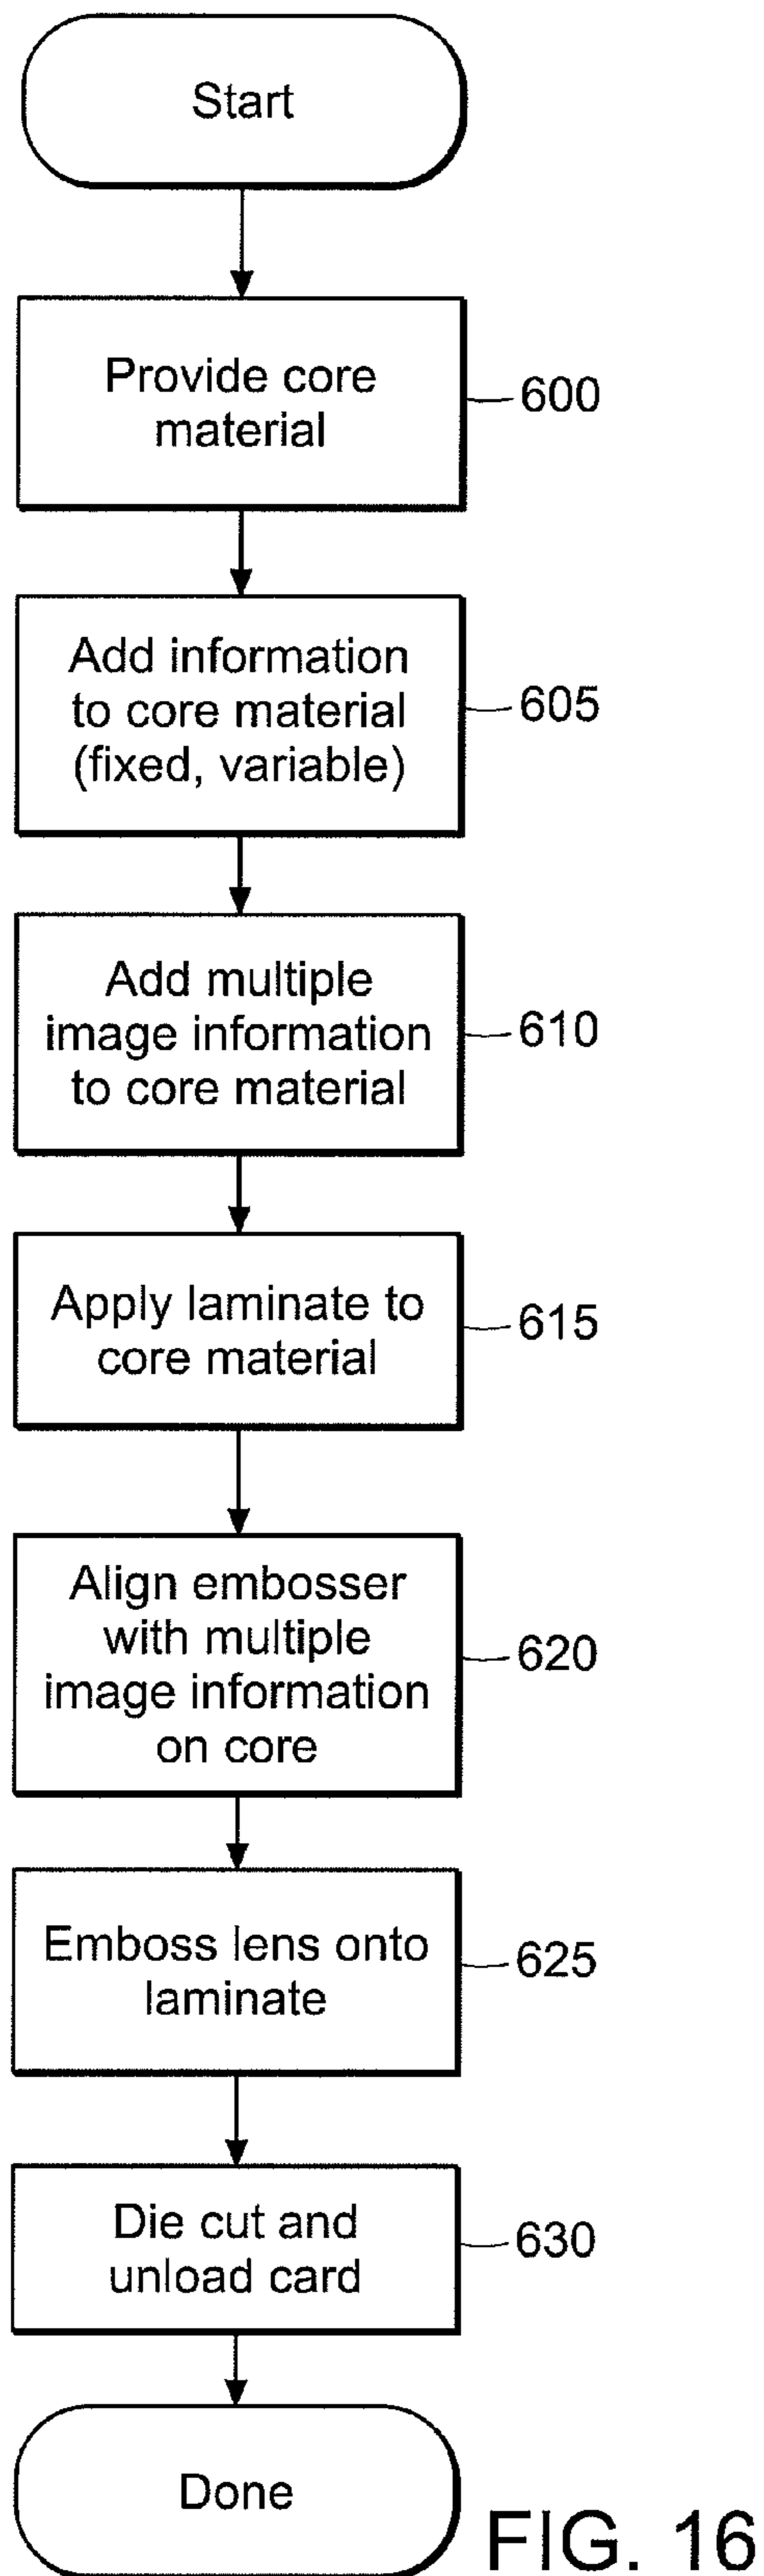 Start
Provide core
material
600
Add information
to core material
(fixed, variable)
605
Add multiple
image information
to core material
610
Apply laminate to
core material
615
Align embosser
with multiple
image information
on core
620
Emboss lens onto
laminate
625
Die cut and
unload card
630
Done
FIG. 16